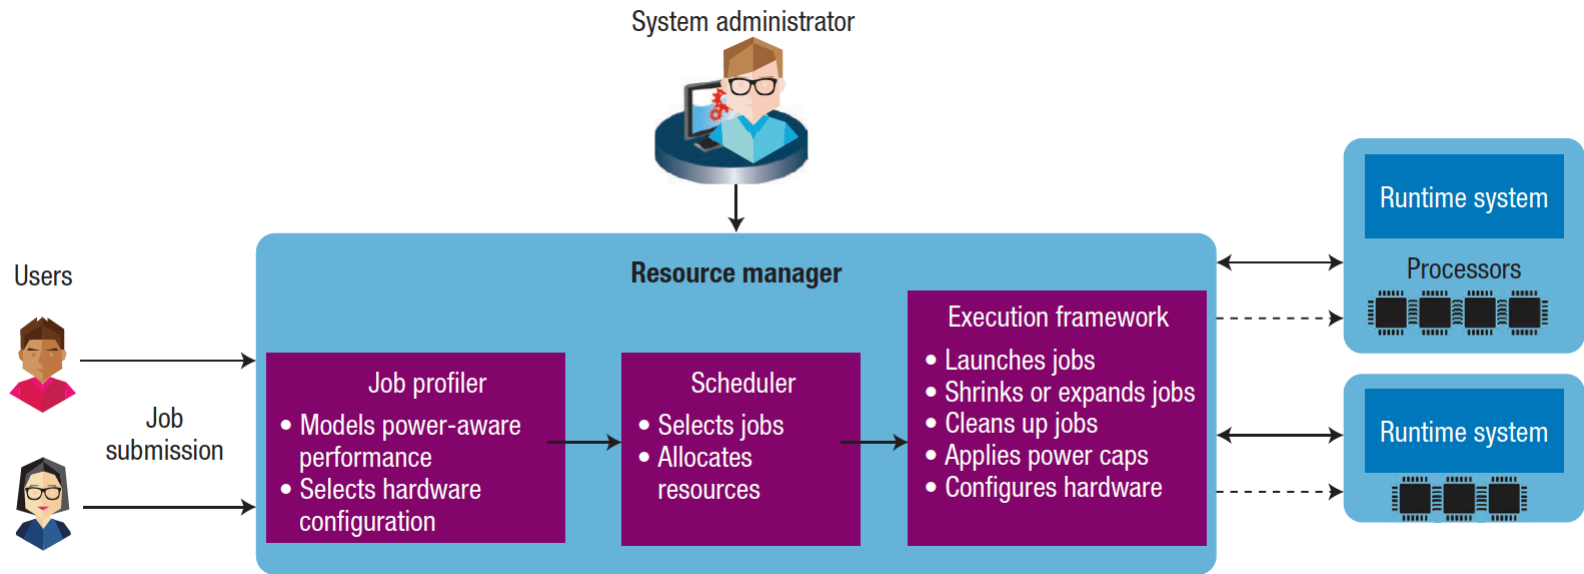 System administrator
Users
Job
submission
Resource manager
Job profiler
• Models power-aware
performance
• Selects hardware
configuration
Scheduler
• Selects jobs
• Allocates
resources
Execution framework
• Launches jobs
• Shrinks or expands jobs
• Cleans up jobs
• Applies power caps
• Configures hardware
Runtime system
Processors
Runtime system